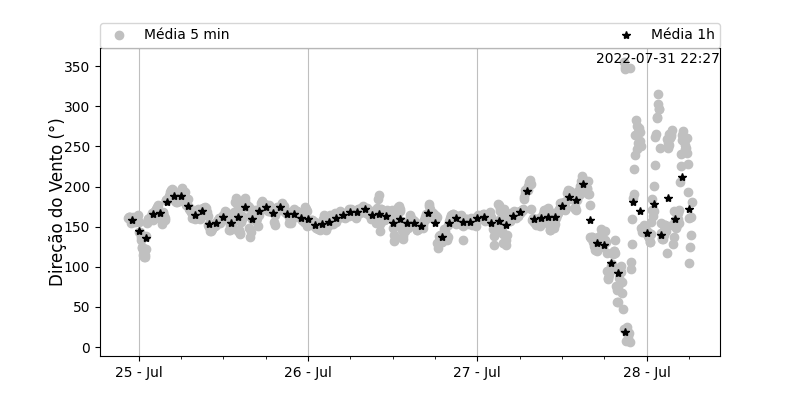 Média 5 min
Média 1h
2022-07-31 22:27
Direção do Vento (°)
350
300
250
200
150
100
50
0
25 - Jul
26 - Jul
27 - Jul
28 - Jul